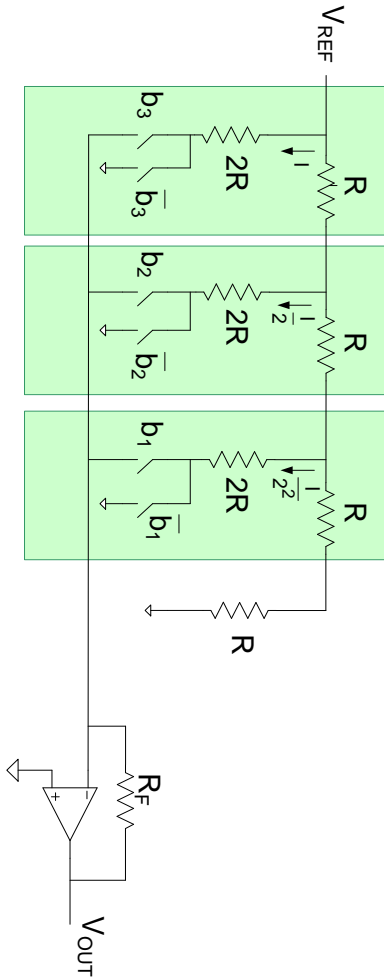 V_REF
R
R
R
I
I/2
I/2²
2R
2R
2R
R
b₃
b̅₃
b₂
b̅₂
b₁
b̅₁
R_F
−
+
V_OUT